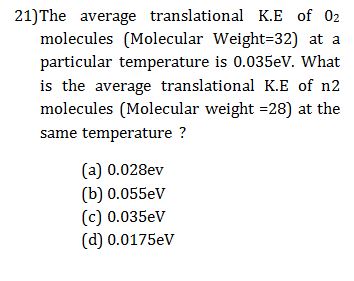 21)The average translational K.E of O₂
molecules (Molecular Weight=32) at a
particular temperature is 0.035eV. What
is the average translational K.E of n2
molecules (Molecular weight =28) at the
same temperature ?
(a) 0.028ev
(b) 0.055eV
(c) 0.035eV
(d) 0.0175eV